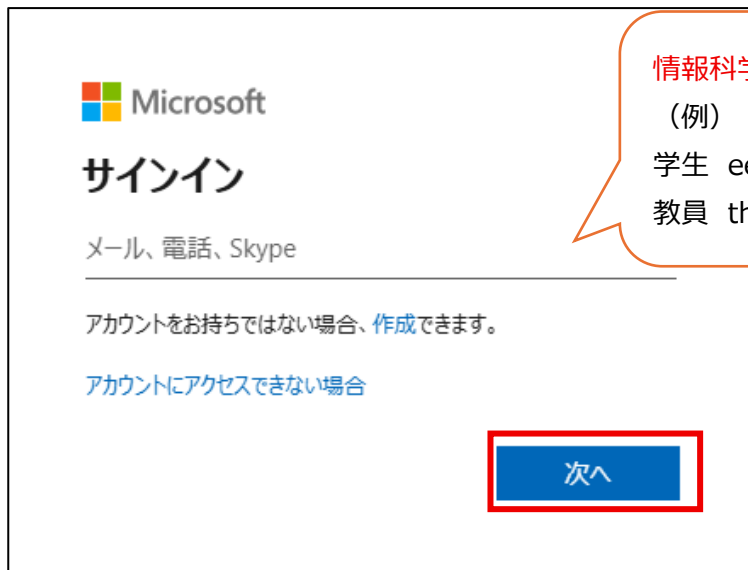 Microsoft
サインイン
メール、電話、Skype
アカウントをお持ちではない場合、作成できます。
アカウントにアクセスできない場合
次へ
情報科
（例）
学生
教員